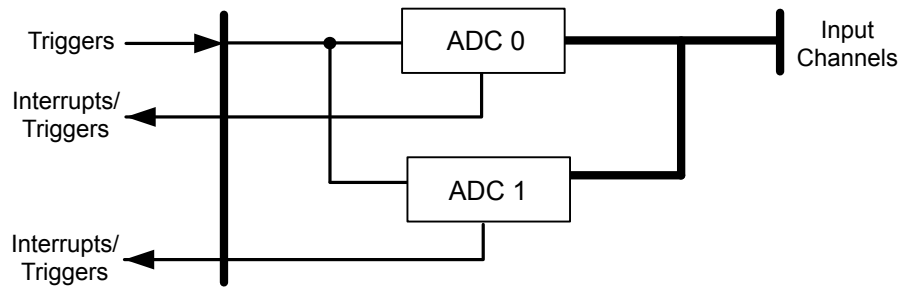 Triggers
ADC 0
Input
Channels
Interrupts/
Triggers
ADC 1
Interrupts/
Triggers